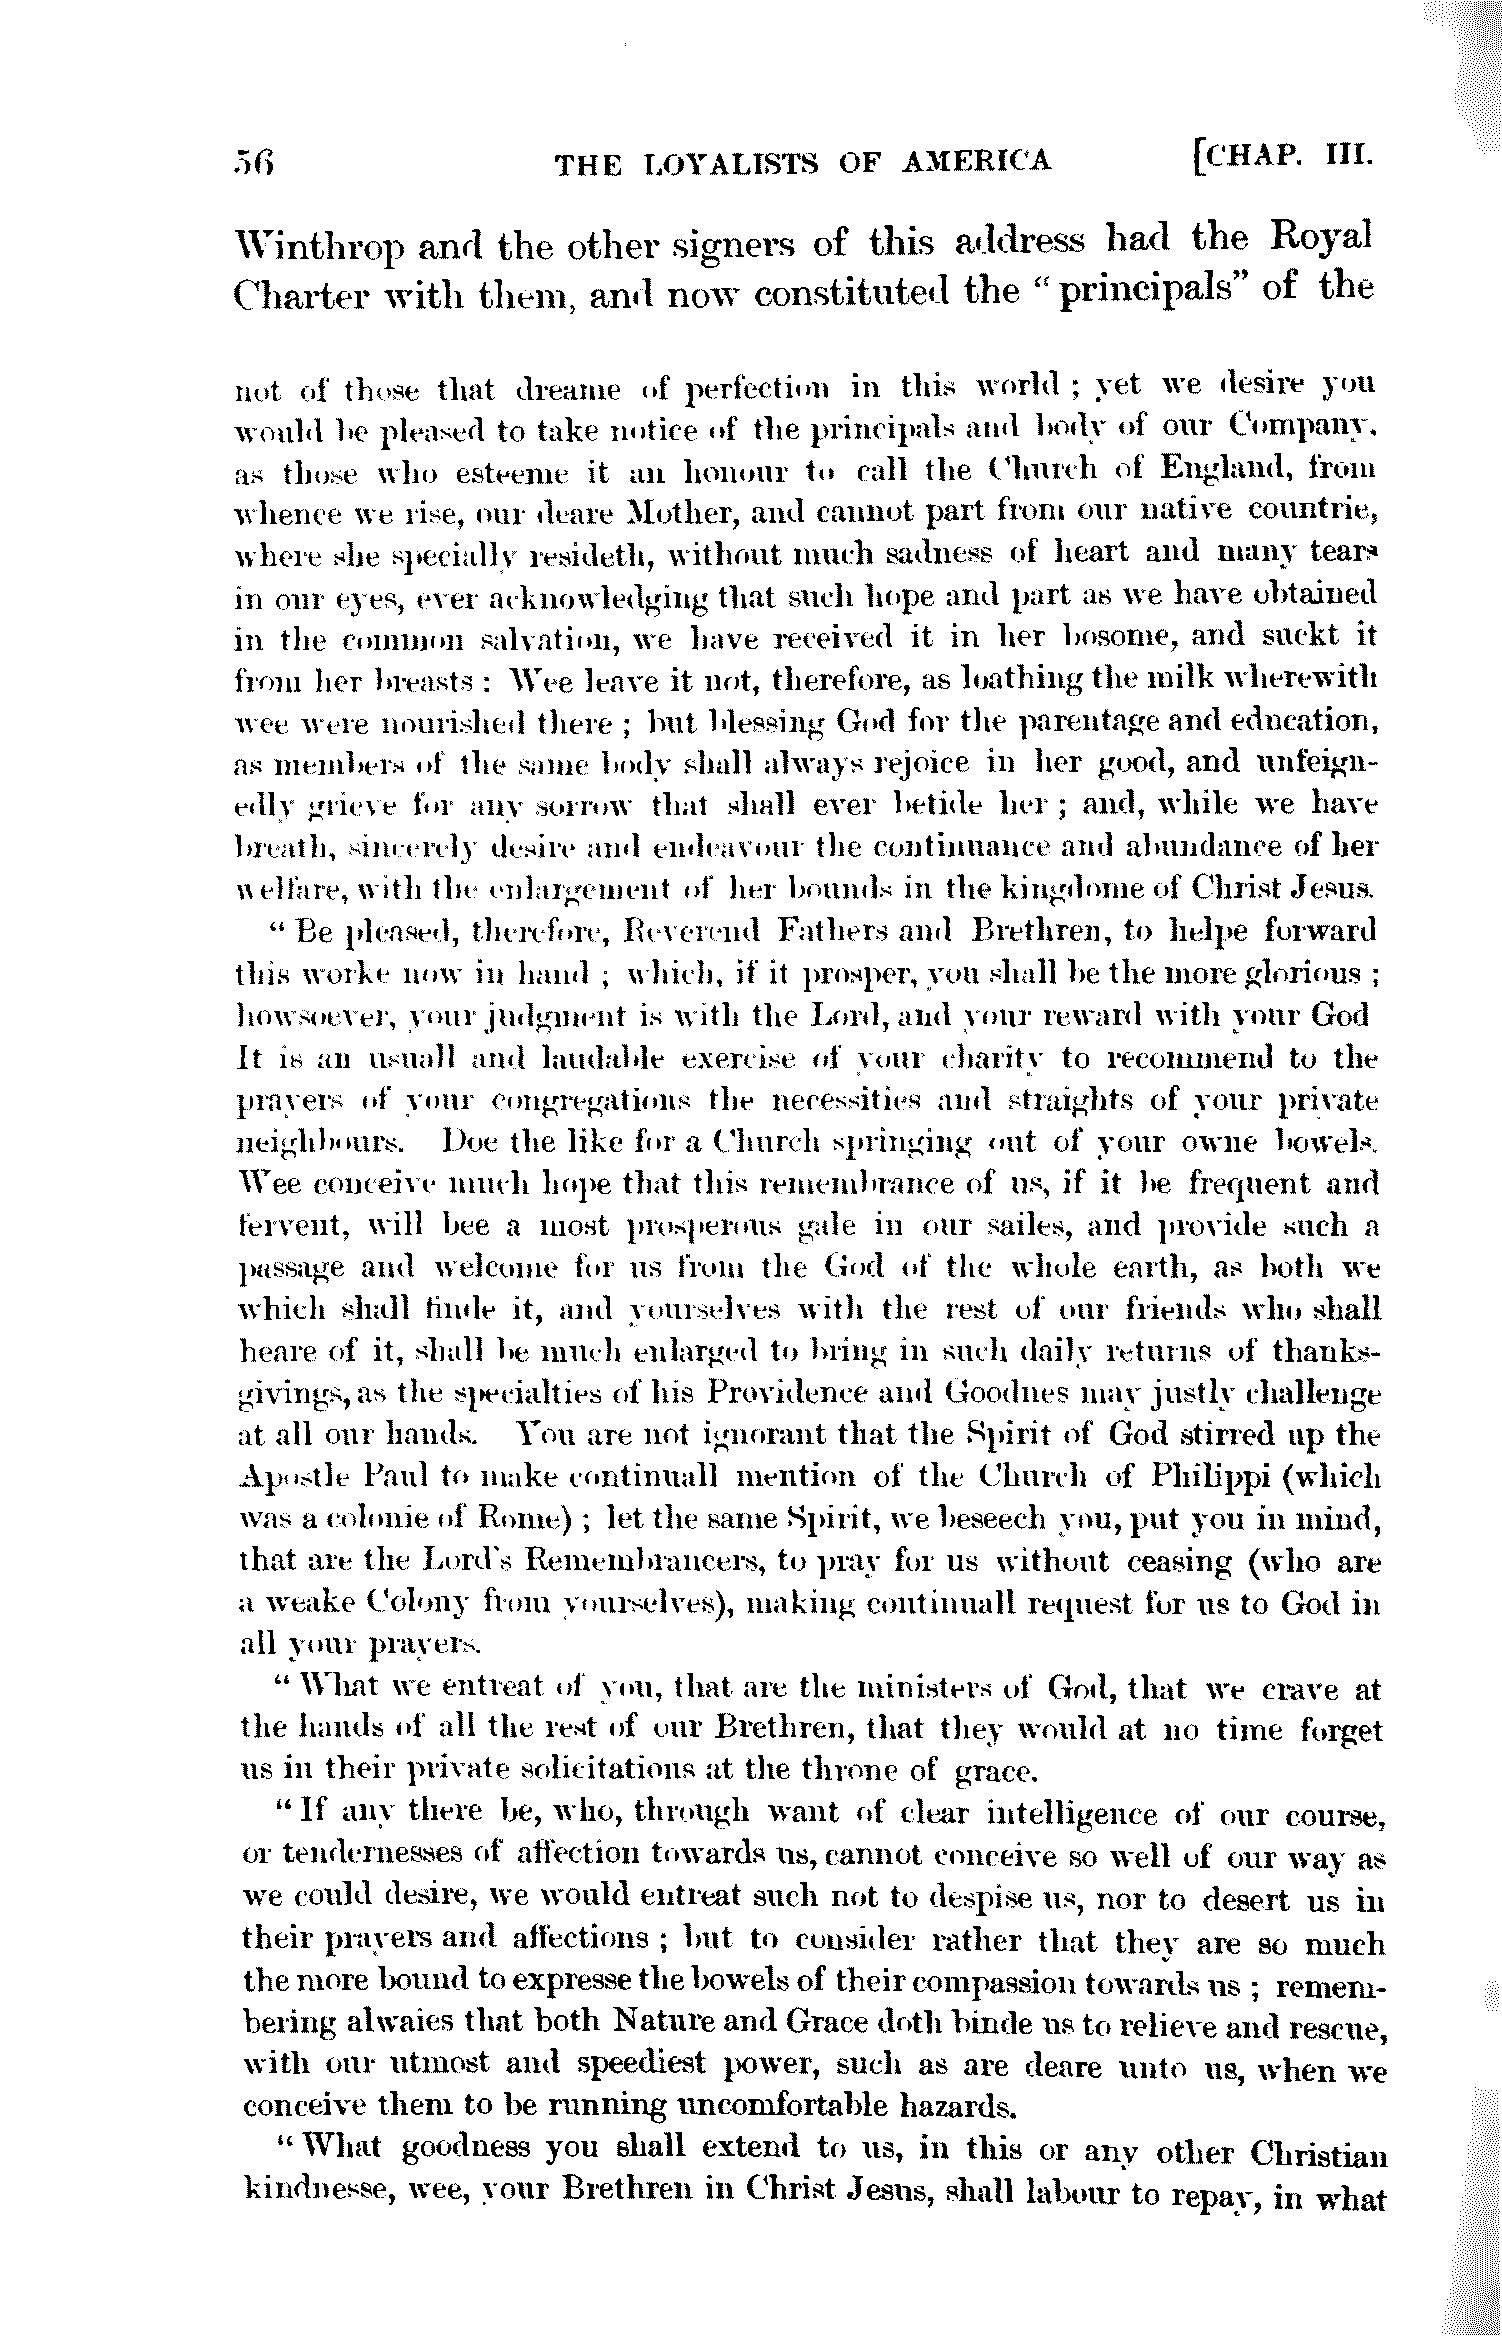 56 THE LOYALISTS OF AMERICA [CHAP. III.
Winthrop and the other signers of this address had the Royal
Charter with them, and now constituted the “principals” of the
not of those that dreame of perfection in this world ; yet we desire you
would be pleased to take notice of the principals and body of our Company,
as those who esteeme it an honour to call the Church of England, from
whence we rise, our deare Mother, and cannot part from our native countrie,
where she specially resideth, without much sadness of heart and many tears
in our eyes, ever acknowledging that such hope and part as we have obtained
in the common salvation, we have received it in her bosome, and suckt it
from her breasts : Wee leave it not, therefore, as loathing the milk wherewith
wee were nourished there ; but blessing God for the parentage and education,
as members of the same body shall always rejoice in her good, and unfeign-
edly grieve for any sorrow that shall ever betide her ; and, while we have
breath, sincerely desire and endeavour the continuance and abundance of her
welfare, with the enlargement of her bounds in the kingdome of Christ Jesus.
“ Be pleased, therefore, Reverend Fathers and Brethren, to helpe forward
this worke now in hand ; which, if it prosper, you shall be the more glorious ;
howsoever, your judgment is with the Lord, and your reward with your God
It is an usuall and laudable exercise of your charity to recommend to the
prayers of your congregations the necessities and straights of your private
neighbours. Doe the like for a Church springing out of your owne bowels.
Wee conceive much hope that this remembrance of us, if it be frequent and
fervent, will bee a most prosperous gale in our sailes, and provide such a
passage and welcome for us from the God of the whole earth, as both we
which shall finde it, and yourselves with the rest of our friends who shall
heare of it, shall be much enlarged to bring in such daily returns of thanks-
givings, as the specialties of his Providence and Goodnes may justly challenge
at all our hands. You are not ignorant that the Spirit of God stirred up the
Apostle Paul to make continuall mention of the Church of Philippi (which
was a colonie of Rome) ; let the same Spirit, we beseech you, put you in mind,
that are the Lord's Remembrancers, to pray for us without ceasing (who are
a weake Colony from yourselves), making continuall request for us to God in
all your prayers.
“ What we entreat of you, that are the ministers of God, that we crave at
the hands of all the rest of our Brethren, that they would at no time forget
us in their private solicitations at the throne of grace.
“ If any there be, who, through want of clear intelligence of our course,
or tendernesses of affection towards us, cannot conceive so well of our way as
we could desire, we would entreat such not to despise us, nor to desert us in
their prayers and affections ; but to consider rather that they are so much
the more bound to expresse the bowels of their compassion towards us ; remem-
bering alwaies that both Nature and Grace doth binde us to relieve and rescue,
with our utmost and speediest power, such as are deare unto us, when we
conceive them to be running uncomfortable hazards.
“ What goodness you shall extend to us, in this or any other Christian
kindnesse, wee, your Brethren in Christ Jesus, shall labour to repay, in what